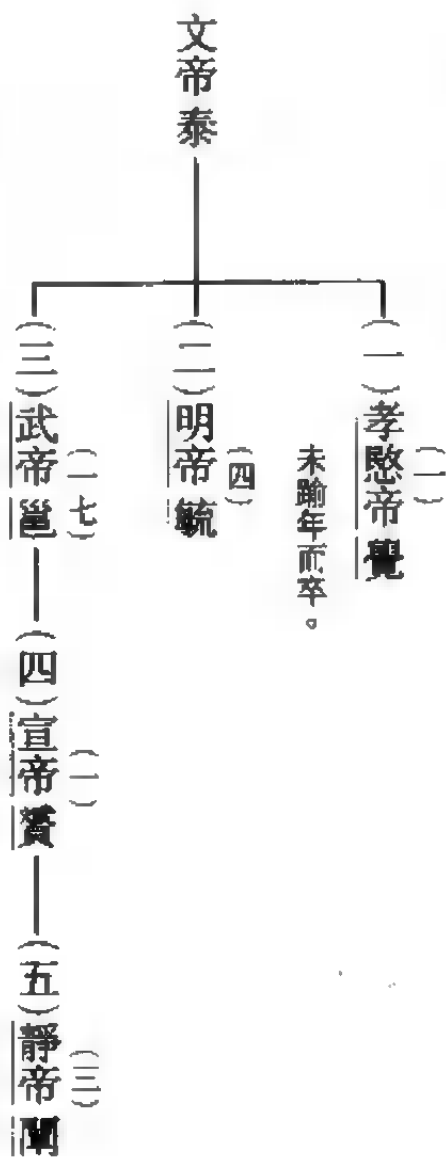 文帝泰
(一)孝愍帝覺
(一)
未踰年而卒。
(二)明帝毓
(四)
(三)武帝邕
(一七)
(四)宣帝贇
(一)
(五)靜帝闡
(三)